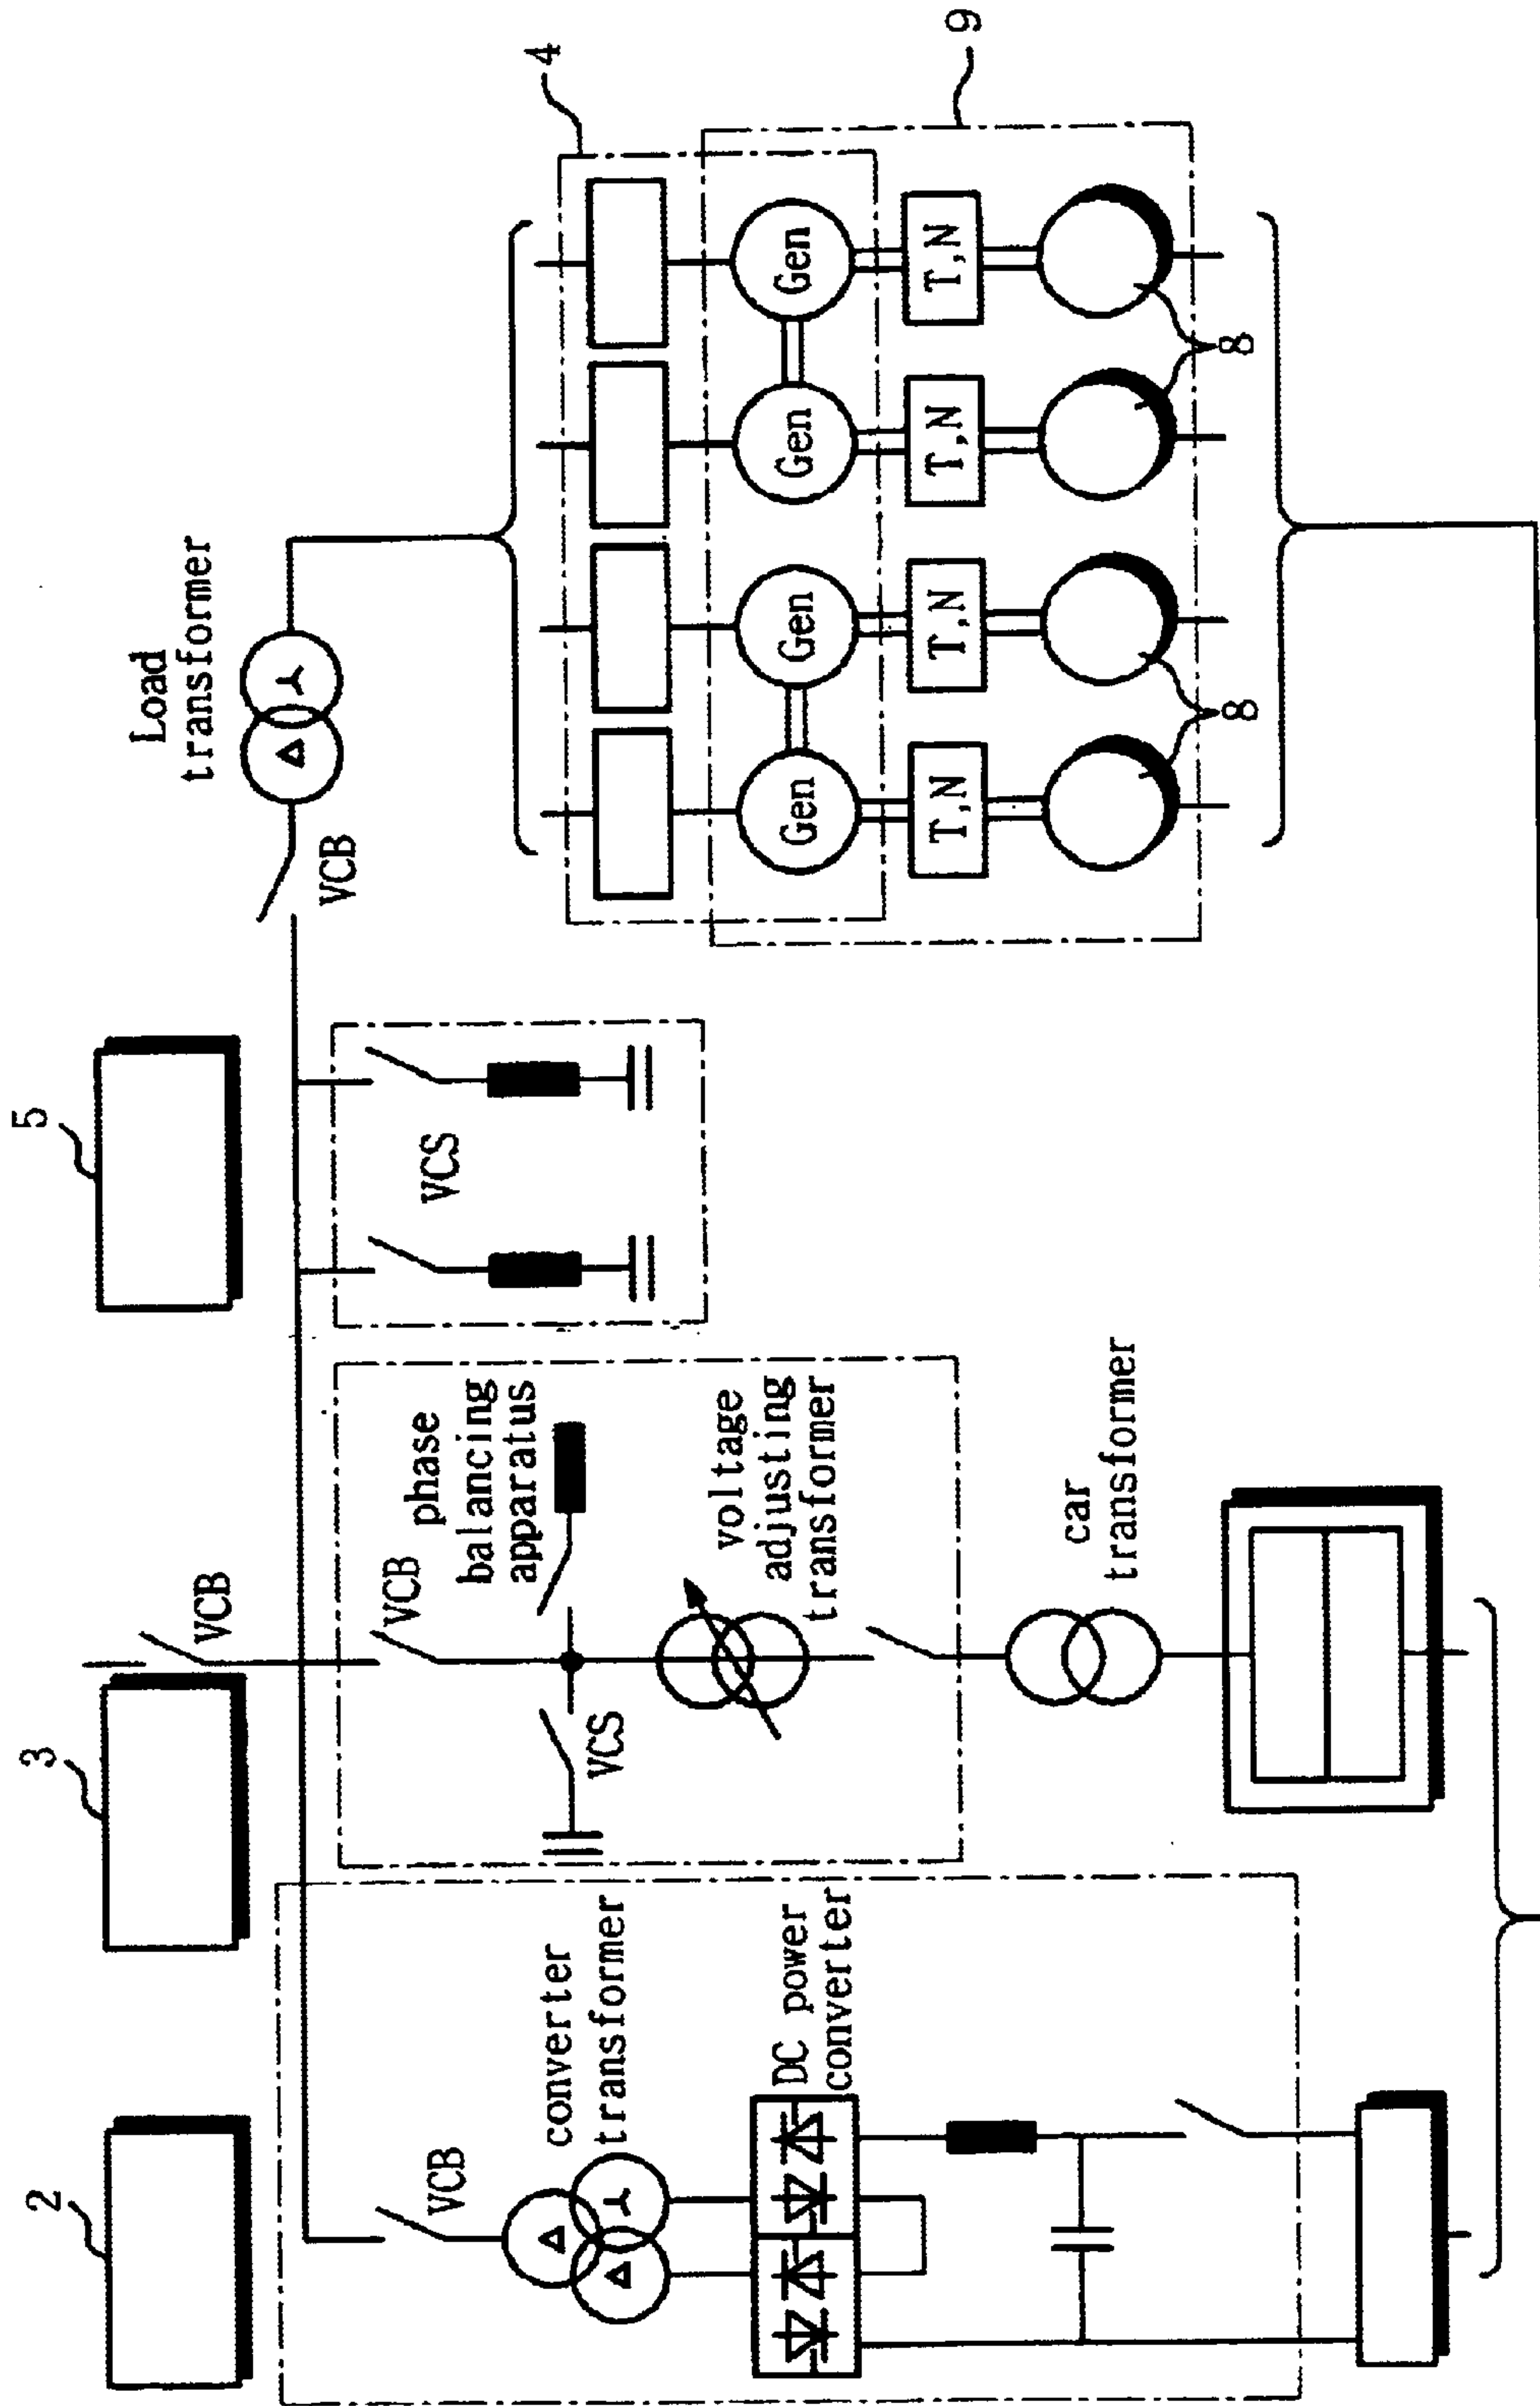 2
3
5
4
9
VCB
VCB
VCB
VCB
Load
transformer
converter
transformer
DC power
converter
phase
balancing
apparatus
VCS
voltage
adjusting
transformer
car
transformer
VCS
Gen
Gen
Gen
Gen
T,N
T,N
T,N
T,N
8
8